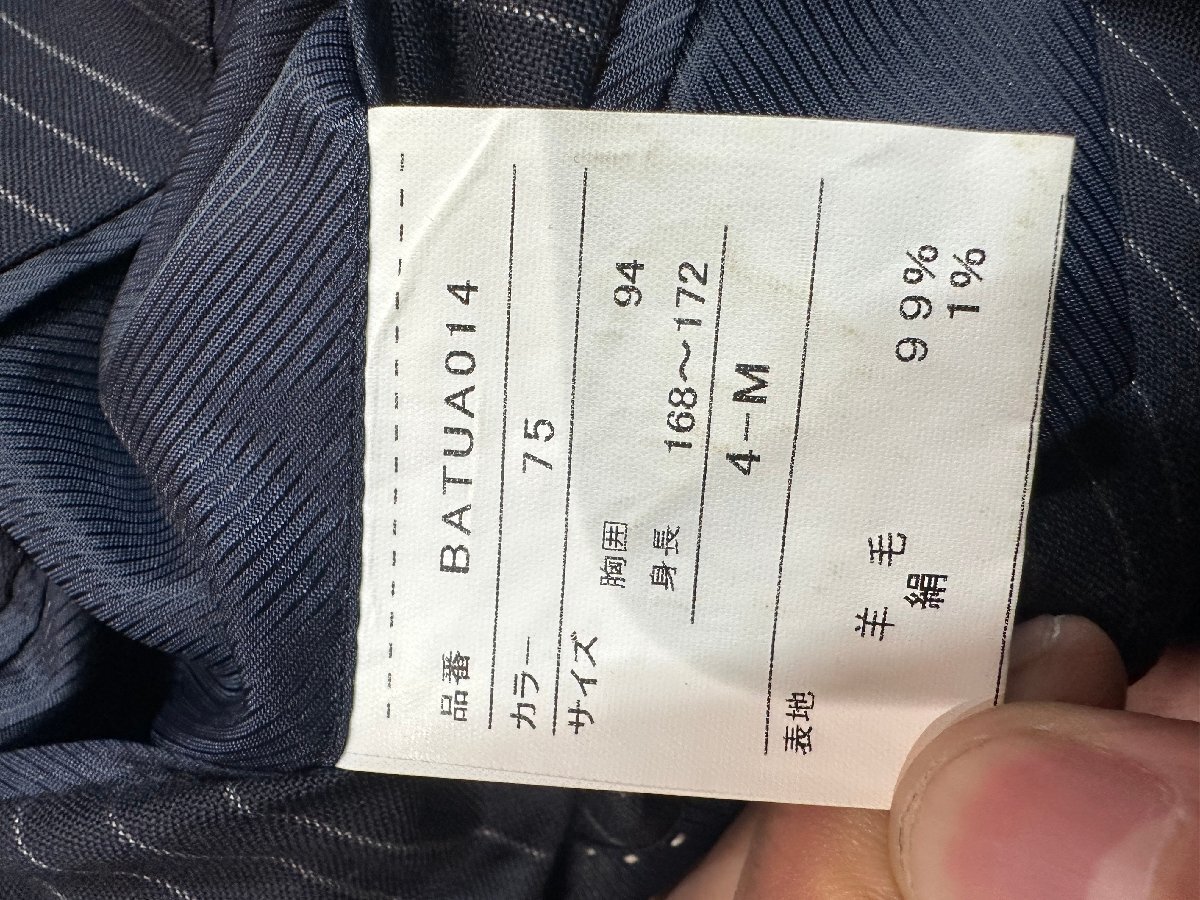 品番 BATUA014
カラー 75
サイズ
胸囲 94
身長 168～172
4－M
表地
羊毛 99%
絹 1%